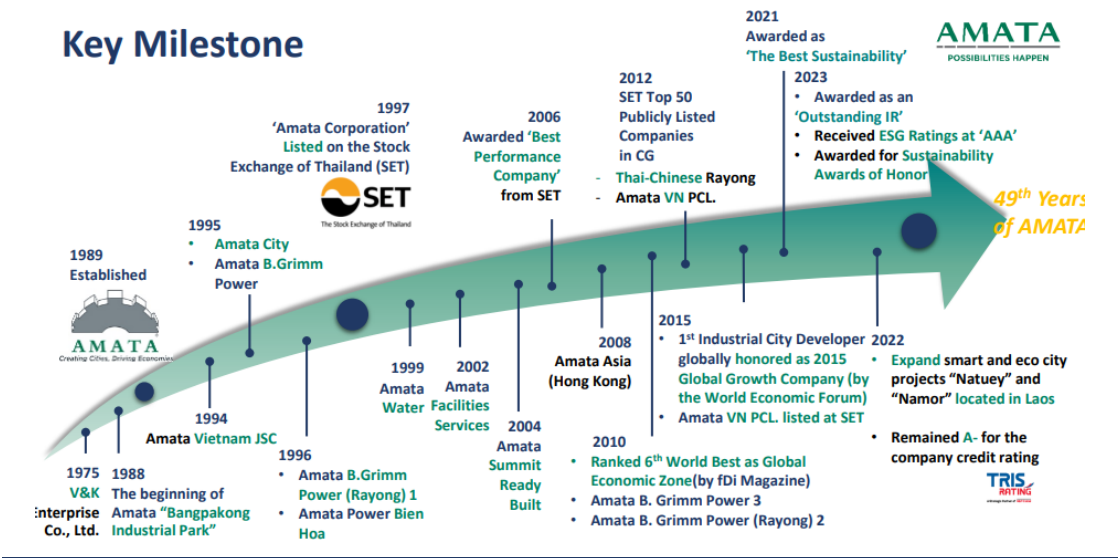 Key Milestone
AMATA
POSSIBILITIES HAPPEN
1975
V&K
Enterprise
Co., Ltd.
1988
The beginning of
Amata “Bangpakong
Industrial Park”
1989
Established
AMATA
Creating Cities, Driving Economies
1994
Amata Vietnam JSC
1995
• Amata City
• Amata B.Grimm
Power
1996
• Amata B.Grimm
Power (Rayong) 1
• Amata Power Bien
Hoa
1997
‘Amata Corporation’
Listed on the Stock
Exchange of Thailand (SET)
SET
The Stock Exchange of Thailand
1999
Amata
Water
2002
Amata
Facilities
Services
2004
Amata
Summit
Ready
Built
2006
Awarded ‘Best
Performance
Company’
from SET
2008
Amata Asia
(Hong Kong)
2010
• Ranked 6th World Best as Global
Economic Zone(by fDi Magazine)
• Amata B. Grimm Power 3
• Amata B. Grimm Power (Rayong) 2
2012
SET Top 50
Publicly Listed
Companies
in CG
- Thai-Chinese Rayong
- Amata VN PCL.
2015
• 1st Industrial City Developer
globally honored as 2015
Global Growth Company (by
the World Economic Forum)
• Amata VN PCL. listed at SET
2021
Awarded as
‘The Best Sustainability’
2022
• Expand smart and eco city
projects “Natuey” and
“Namor” located in Laos
• Remained A- for the
company credit rating
TRIS
RATING
2023
• Awarded as an
‘Outstanding IR’
• Received ESG Ratings at ‘AAA’
• Awarded for Sustainability
Awards of Honor
49th Years
of AMATA